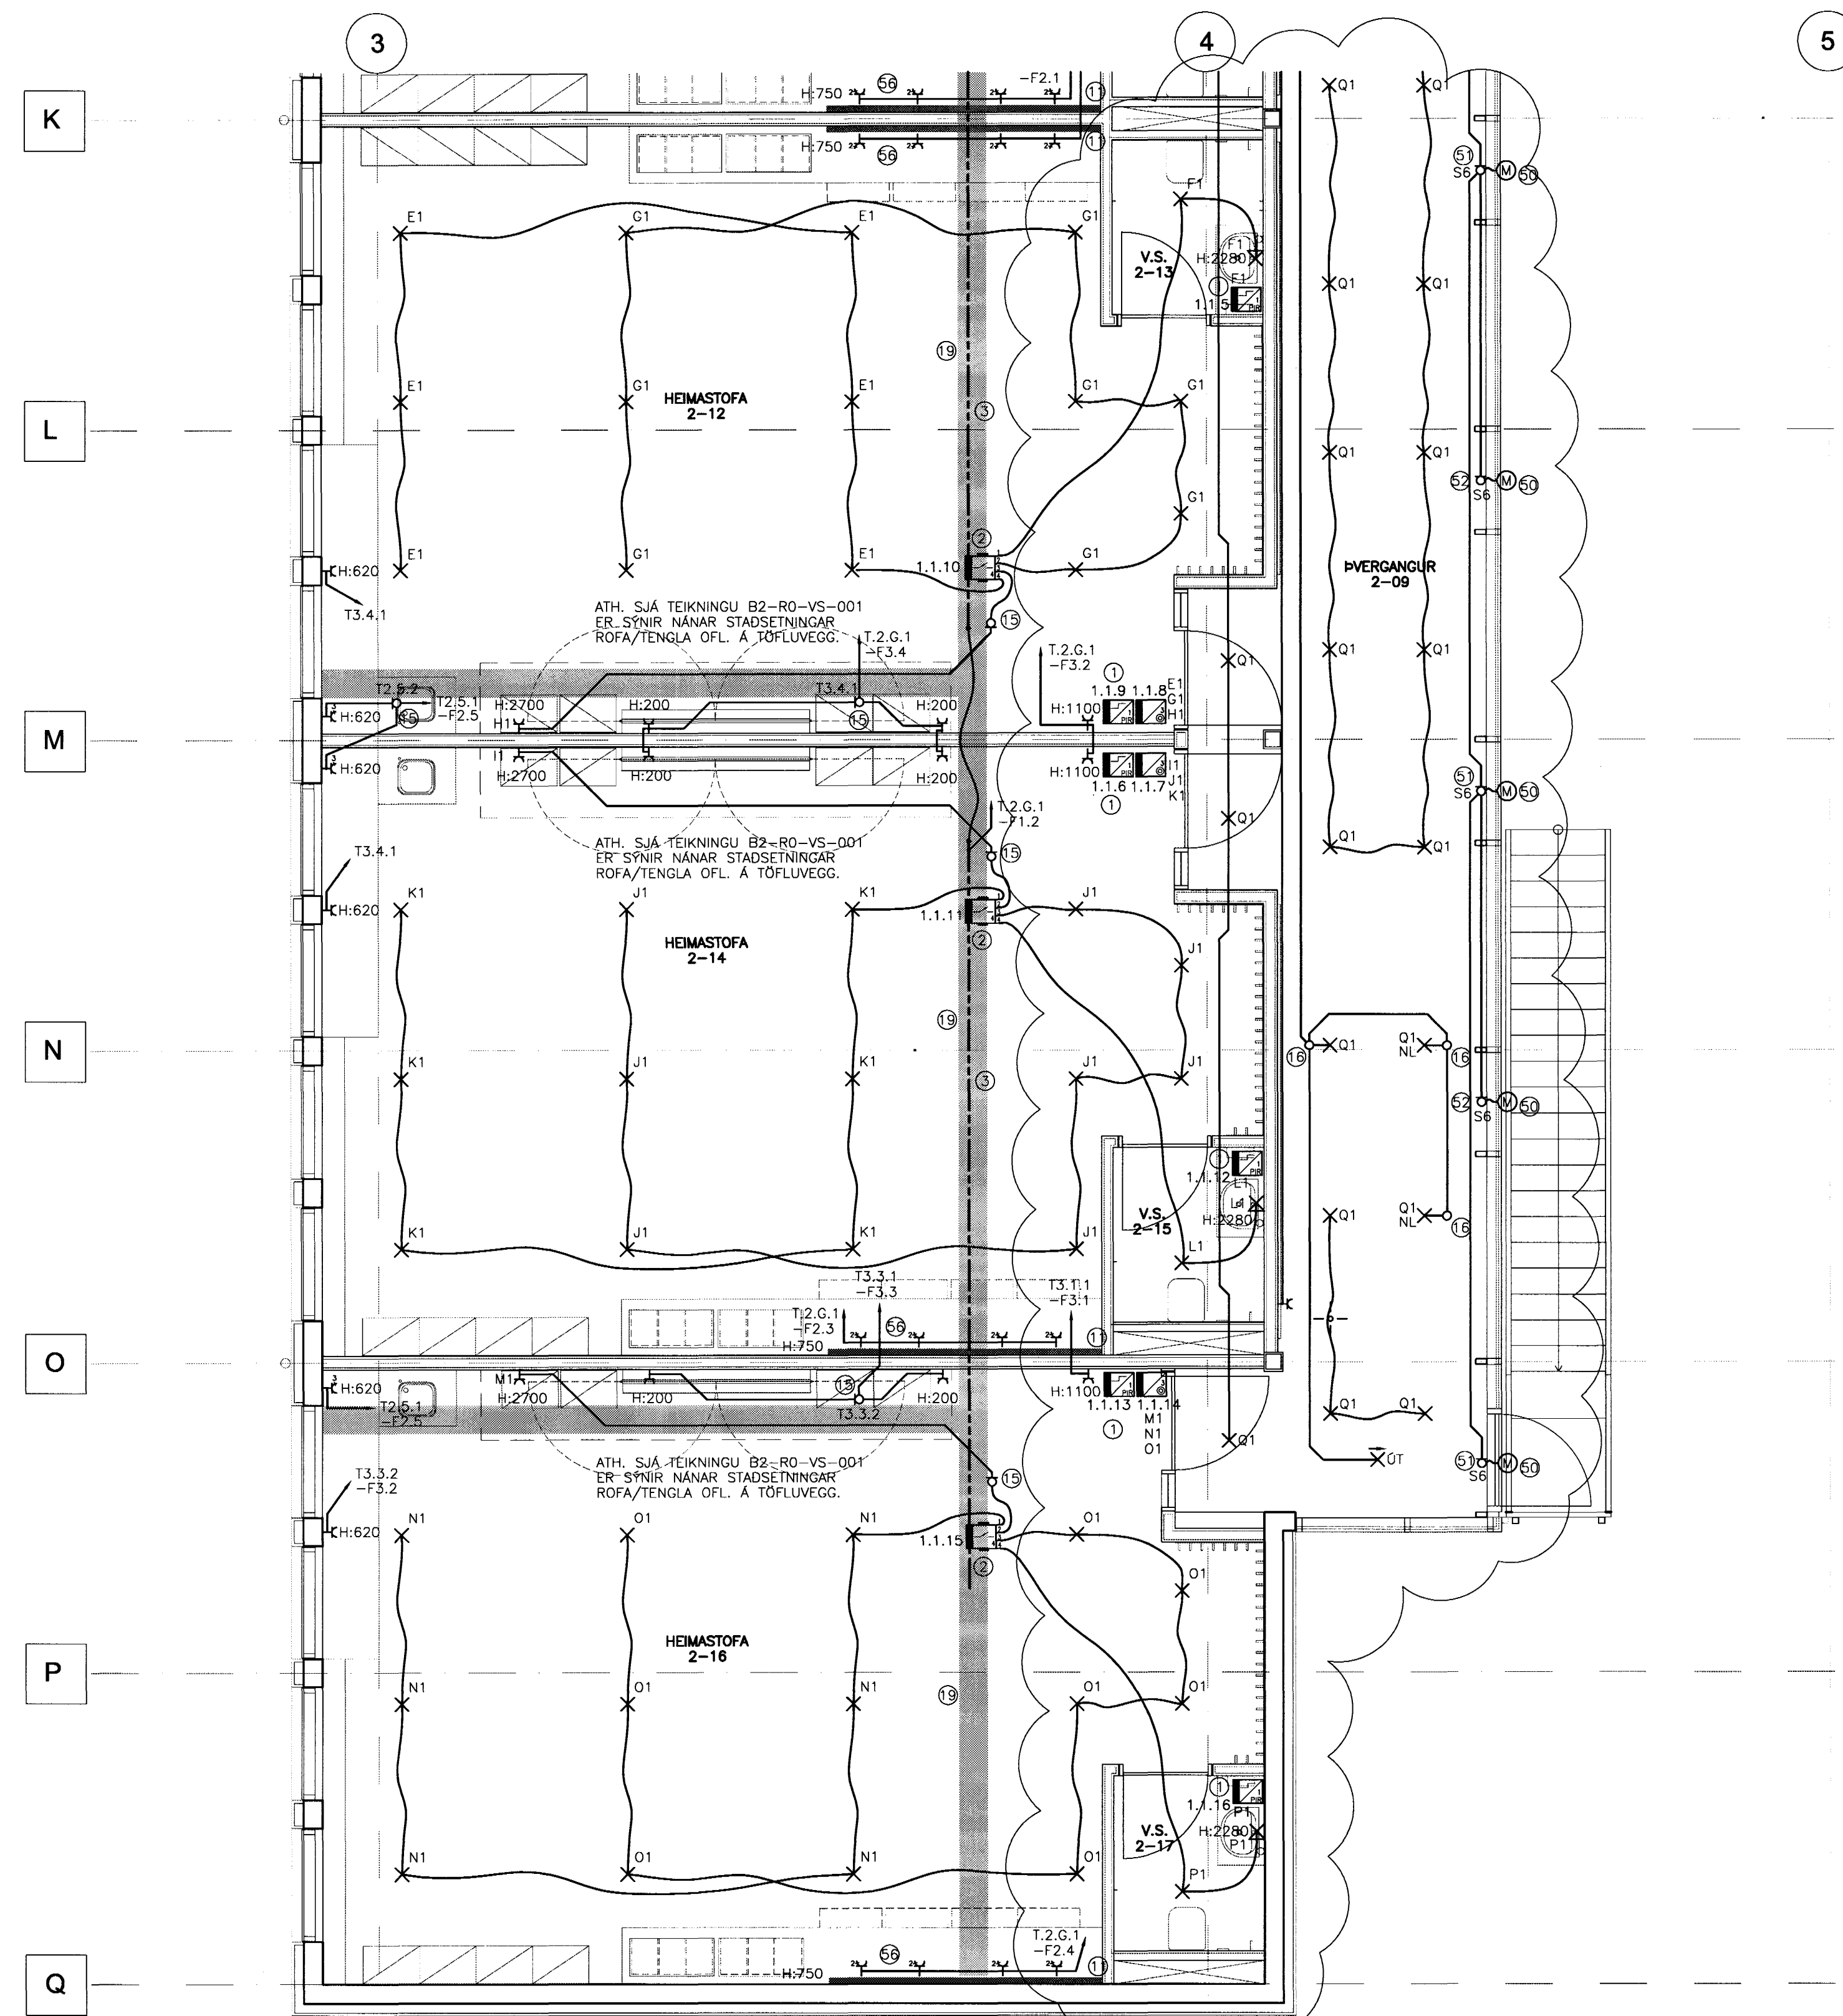 3
4
5
K
L
M
N
O
P
Q
H:750
56
-F2.1
11
H:750
56
11
Q1
Q1
51
S6
M
50
E1
G1
E1
G1
F1
F1
H:2280
F1
V.S.
2-13
1
1.1.5
PIR
Q1
Q1
19
E1
G1
E1
G1
G1
HEIMASTOFA
2-12
3
Q1
Q1
52
S6
M
50
G1
E1
G1
E1
2
1.1.10
G1
H:620
T3.4.1
ÞVERGANGUR
2-09
ATH. SJÁ TEIKNINGU B2-R0-VS-001
ER SÝNIR NÁNAR STAÐSETNINGAR
ROFA/TENGLA OFL. Á TÖFLUVEGG.
15
T.2.G.1
-F3.4
T.2.G.1
-F3.2
Q1
Q1
Q1
T2.5.2
T2.5.1
-F2.5
15
H:620
H:2700
H1
H:200
T3.4.1
15
H:200
H:1100
1
1.1.9
1.1.8
E1
G1
H1
PIR
H:620
I1
H:2700
H:200
H:200
H:1100
1.1.6
1.1.7
PIR
1
I1
J1
K1
51
S6
M
50
T.2.G.1
-F1.2
Q1
Q1
Q1
ATH. SJÁ TEIKNINGU B2-R0-VS-001
ER SÝNIR NÁNAR STAÐSETNINGAR
ROFA/TENGLA OFL. Á TÖFLUVEGG.
15
T3.4.1
H:620
K1
J1
K1
J1
1.1.11
2
HEIMASTOFA
2-14
J1
19
K1
J1
K1
3
J1
J1
16
Q1
Q1
NL
16
52
S6
M
50
1
1.1.12
PIR
L1
L1
H:2280
V.S.
2-15
L1
Q1
Q1
NL
16
K1
J1
K1
J1
T3.3.1
-F3.3
T3.1.1
-F3.1
T.2.G.1
-F2.3
56
H:750
11
H:620
T2.5.1
-F2.5
M1
H:2700
H:200
15
T3.3.2
H:200
H:1100
PIR
1.1.13
1.1.14
1
M1
N1
O1
Q1
Q1
Q1
ÚT
51
S6
M
50
ATH. SJÁ TEIKNINGU B2-R0-VS-001
ER SÝNIR NÁNAR STAÐSETNINGAR
ROFA/TENGLA OFL. Á TÖFLUVEGG.
15
T3.3.2
-F3.2
H:620
N1
O1
N1
1.1.15
2
O1
O1
HEIMASTOFA
2-16
19
N1
O1
N1
O1
O1
1
1.1.16
PIR
P1
H:2280
P1
V.S.
2-17
P1
N1
O1
N1
O1
T.2.G.1
-F2.4
56
H:750
11